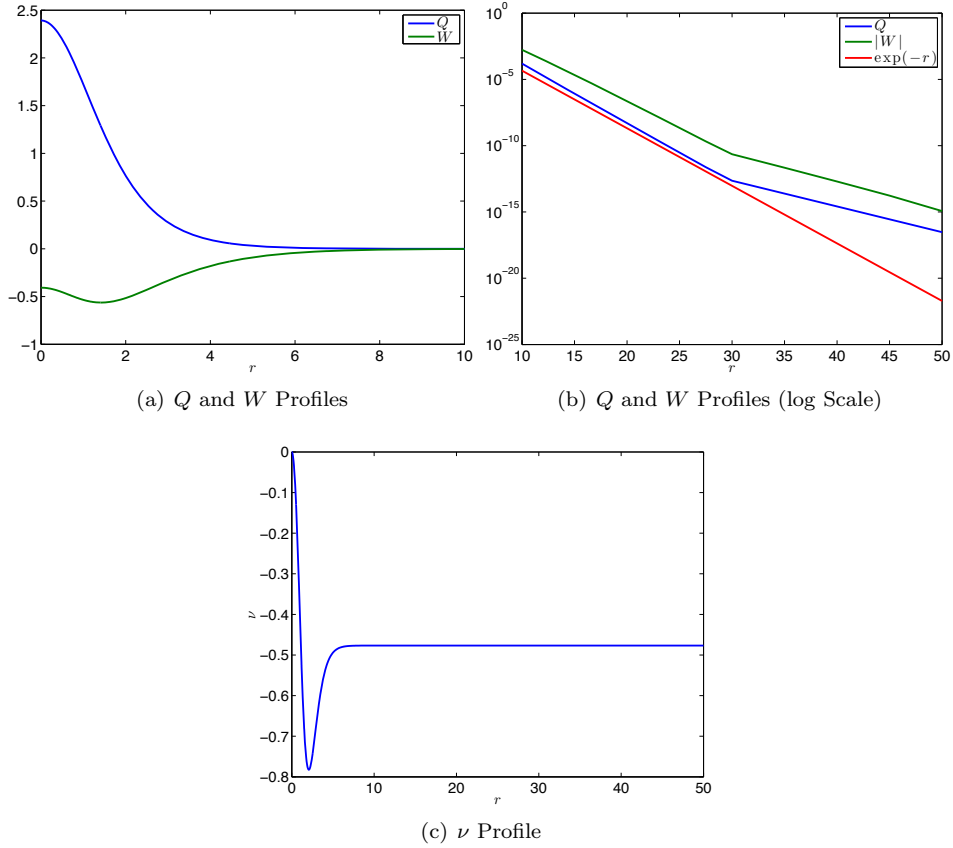 2.5
2
1.5
1
0.5
0
−0.5
−1
0 2 4 6 8 10
r
Q
W
(a) Q and W Profiles
10^0
10^−5
10^−10
10^−15
10^−20
10^−25
10 15 20 25 30 35 40 45 50
r
Q
|W|
exp(−r)
(b) Q and W Profiles (log Scale)
0
−0.1
−0.2
−0.3
−0.4
−0.5
−0.6
−0.7
−0.8
ν
0 10 20 30 40 50
r
(c) ν Profile